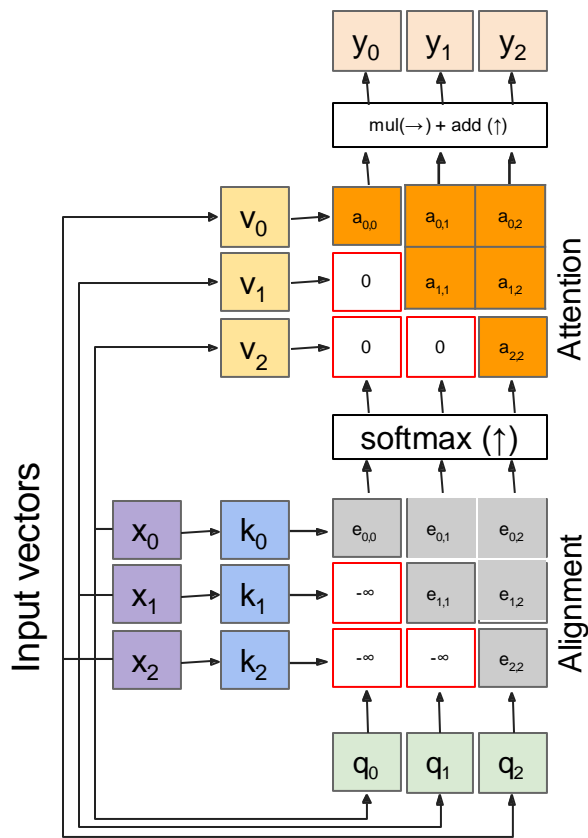 y0 y1 y2
mul(→) + add (↑)
v0 a0,0 a0,1 a0,2
v1 0 a1,1 a1,2
v2 0 0 a2,2
Attention
softmax (↑)
Input vectors
x0 k0 e0,0 e0,1 e0,2
x1 k1 -∞ e1,1 e1,2
x2 k2 -∞ -∞ e2,2
Alignment
q0 q1 q2